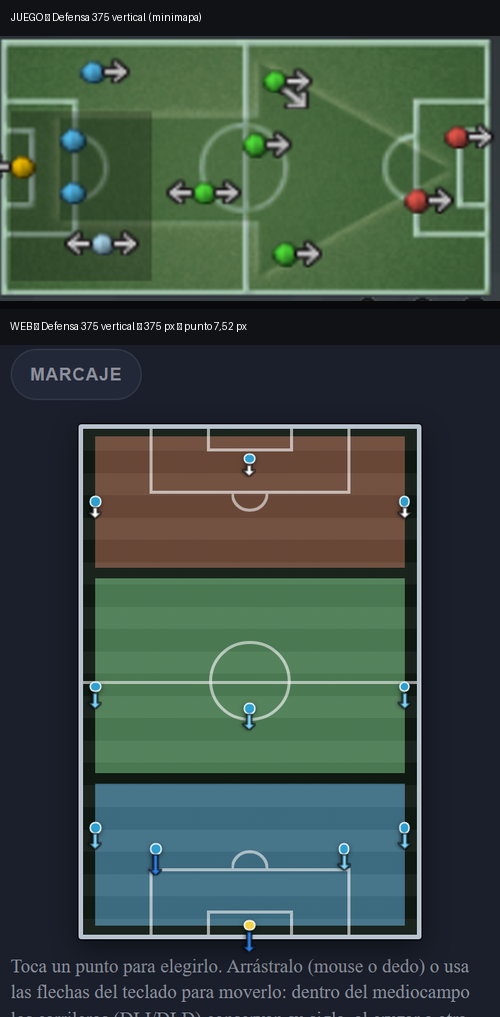 JUEGO▯Defensa 375 vertical (minimapa)
WEB▯Defensa 375 vertical▯375 px▯punto 7,52 px
MARCAJE
Toca un punto para elegirlo. Arrástralo (mouse o dedo) o usa
las flechas del teclado para moverlo: dentro del mediocampo